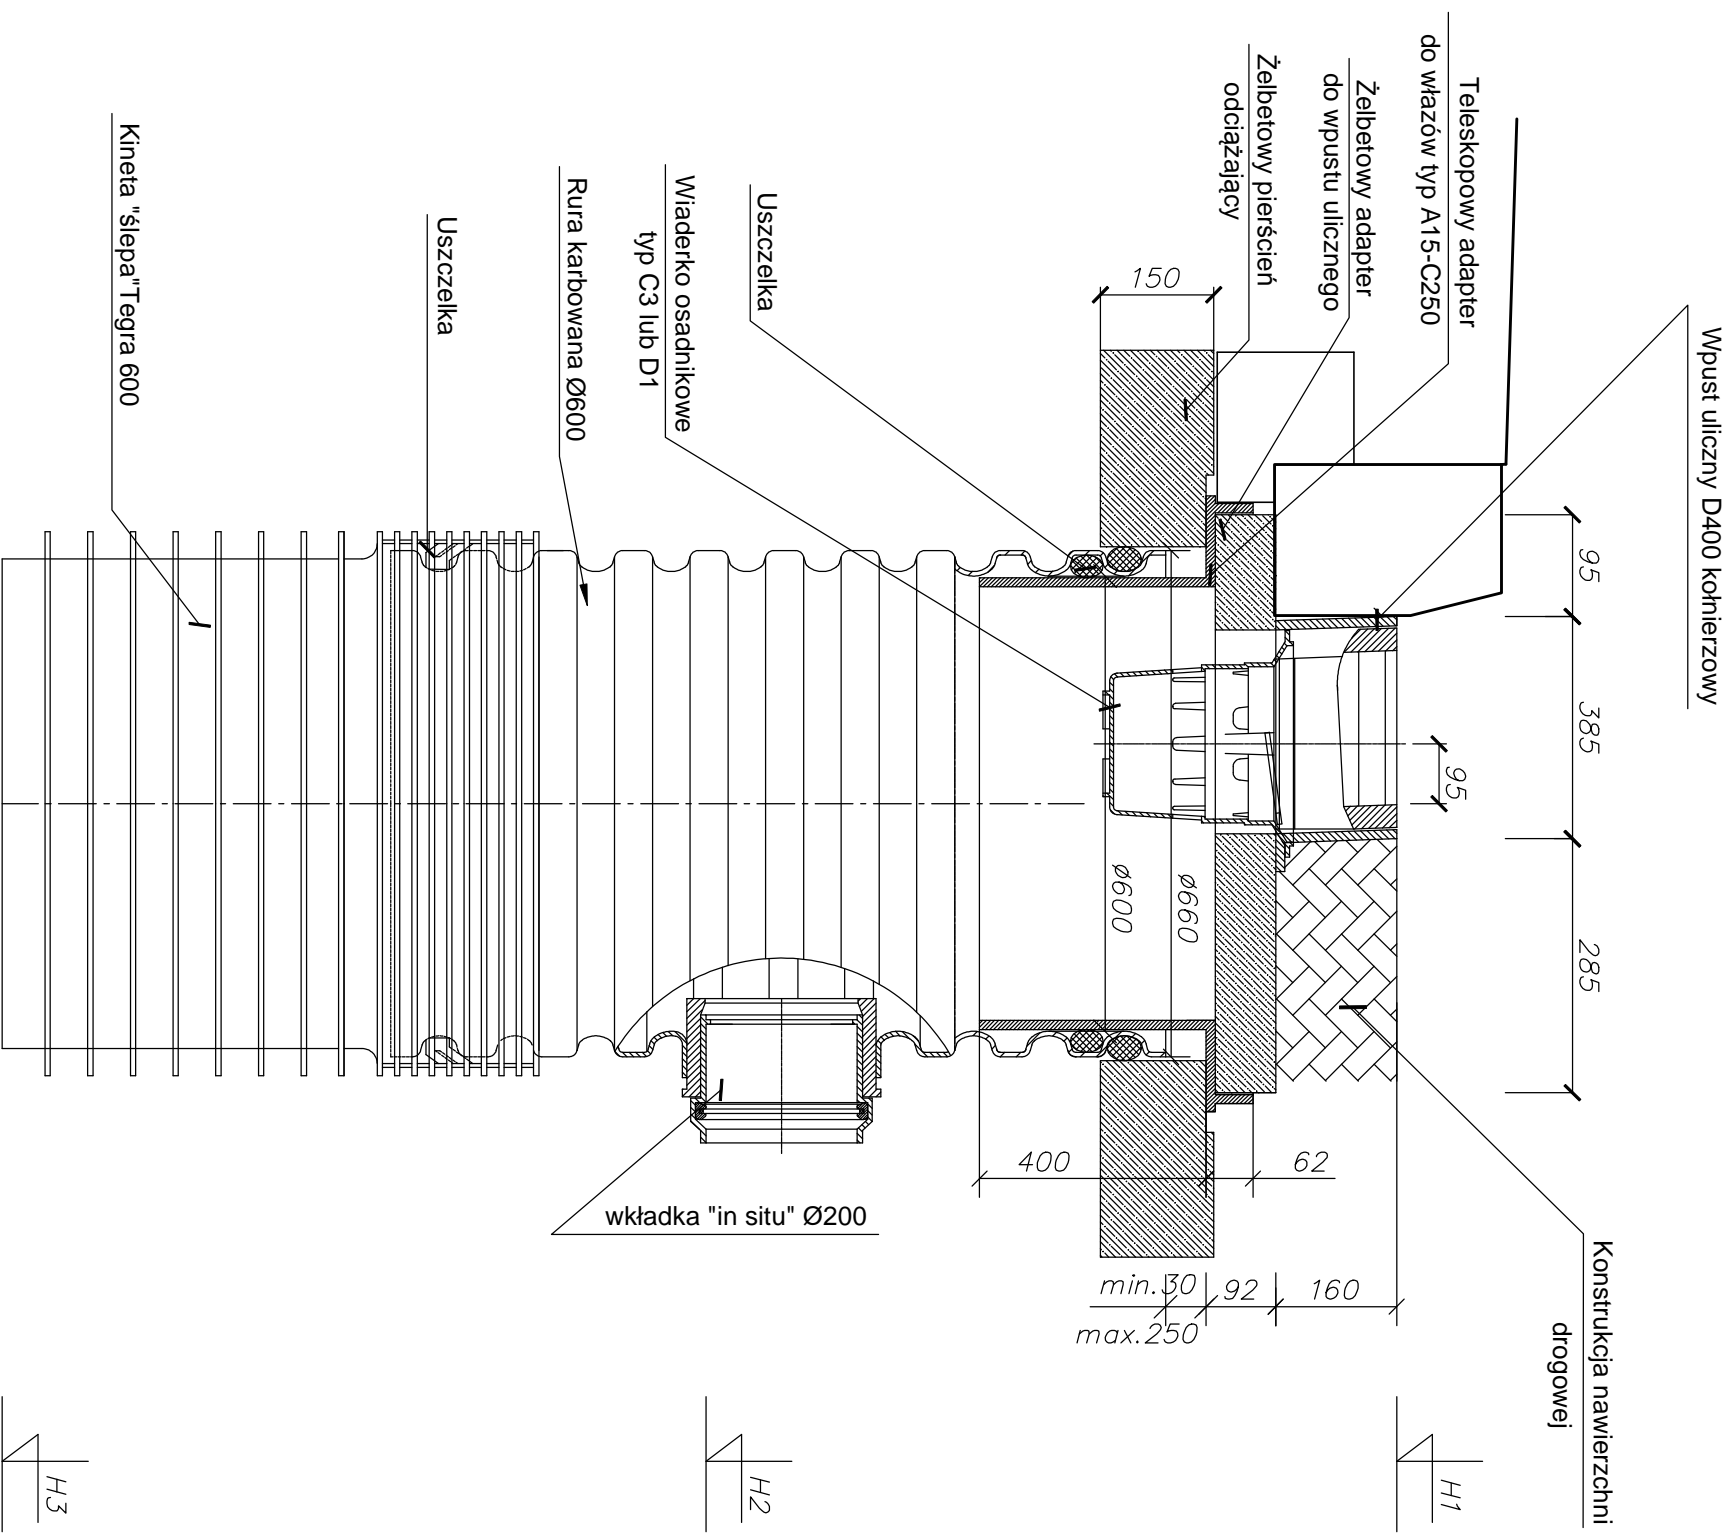 Wpust uliczny D400 kołnierzowy
Teleskopowy adapter
do włazów typ A15-C250
Żelbetowy adapter
do wpustu ulicznego
Żelbetowy pierścień
odciążający
Uszczelka
Wiaderko osadnikowe
typ C3 lub D1
Rura karbowana Ø600
Uszczelka
Kineta "ślepa"Tegra 600
150
95
385
95
285
Ø660
Ø600
400
62
wkładka "in situ" Ø200
min.30
max.250
92
160
Konstrukcja nawierzchni
drogowej
H1
H2
H3